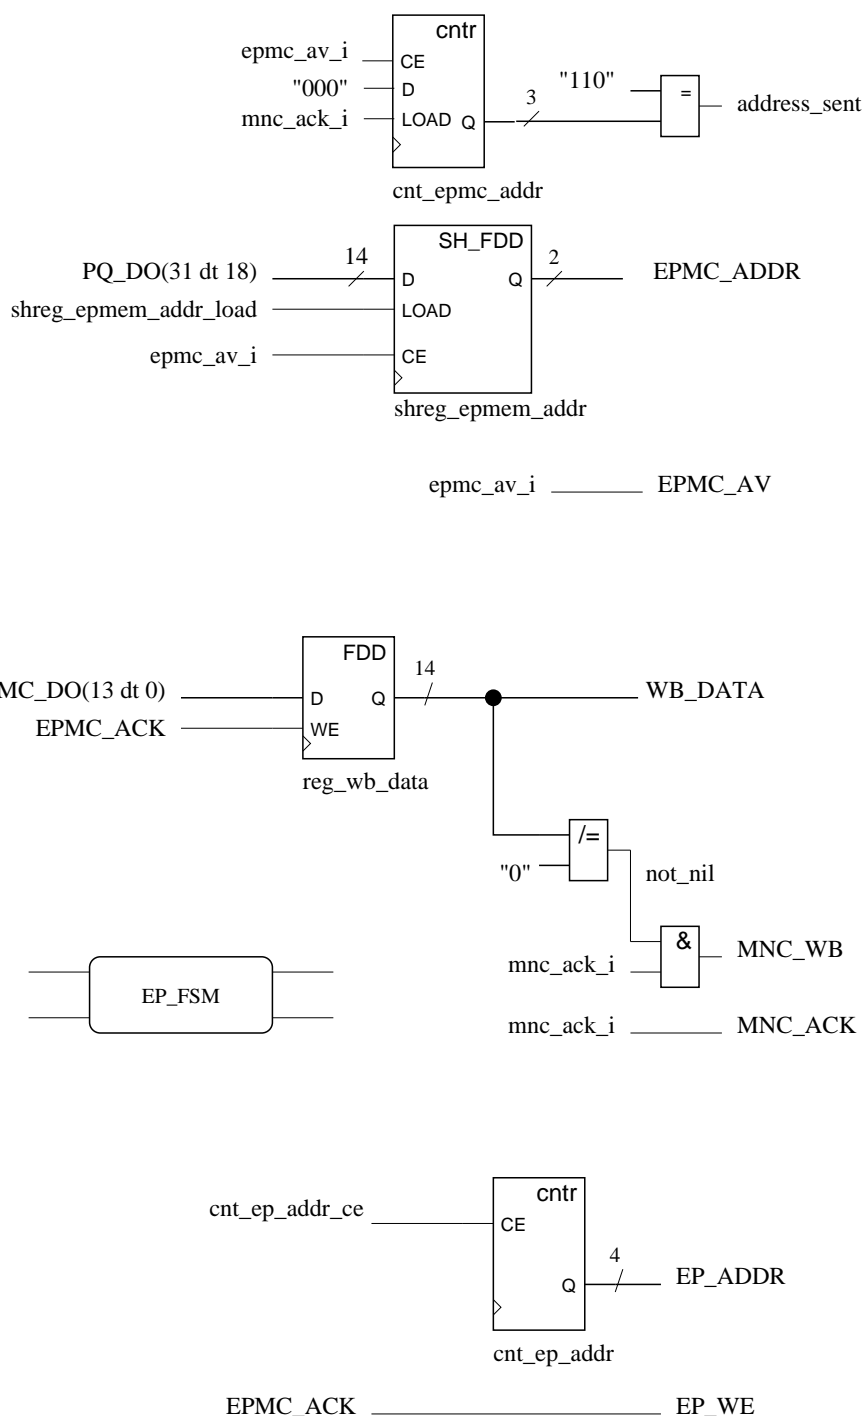 cntr
epmc_av_i
CE
"000"
D
mnc_ack_i
LOAD
Q
3
"110"
=
address_sent
cnt_epmc_addr
SH_FDD
PQ_DO(31 dt 18)
14
D
Q
2
EPMC_ADDR
shreg_epmem_addr_load
LOAD
epmc_av_i
CE
shreg_epmem_addr
epmc_av_i
EPMC_AV
FDD
MC_DO(13 dt 0)
D
Q
14
WB_DATA
EPMC_ACK
WE
reg_wb_data
/=
"0"
not_nil
&
mnc_ack_i
MNC_WB
EP_FSM
mnc_ack_i
MNC_ACK
cntr
cnt_ep_addr_ce
CE
Q
4
EP_ADDR
cnt_ep_addr
EPMC_ACK
EP_WE